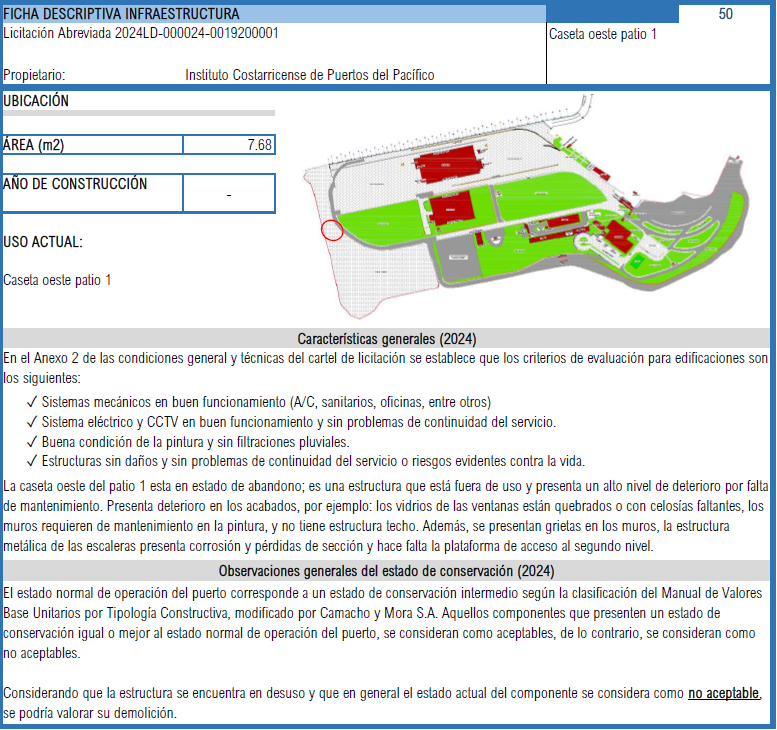 FICHA DESCRIPTIVA INFRAESTRUCTURA
50
Licitación Abreviada 2024LD-000024-0019200001
Caseta oeste patio 1
Propietario: Instituto Costarricense de Puertos del Pacífico
UBICACIÓN
ÁREA (m2) 7.68
AÑO DE CONSTRUCCIÓN -
USO ACTUAL:
Caseta oeste patio 1
Características generales (2024)
En el Anexo 2 de las condiciones general y técnicas del cartel de licitación se establece que los criterios de evaluación para edificaciones son
los siguientes:
✓ Sistemas mecánicos en buen funcionamiento (A/C, sanitarios, oficinas, entre otros)
✓ Sistema eléctrico y CCTV en buen funcionamiento y sin problemas de continuidad del servicio.
✓ Buena condición de la pintura y sin filtraciones pluviales.
✓ Estructuras sin daños y sin problemas de continuidad del servicio o riesgos evidentes contra la vida.
La caseta oeste del patio 1 esta en estado de abandono; es una estructura que está fuera de uso y presenta un alto nivel de deterioro por falta
de mantenimiento. Presenta deterioro en los acabados, por ejemplo: los vidrios de las ventanas están quebrados o con celosías faltantes, los
muros requieren de mantenimiento en la pintura, y no tiene estructura techo. Además, se presentan grietas en los muros, la estructura
metálica de las escaleras presenta corrosión y pérdidas de sección y hace falta la plataforma de acceso al segundo nivel.
Observaciones generales del estado de conservación (2024)
El estado normal de operación del puerto corresponde a un estado de conservación intermedio según la clasificación del Manual de Valores
Base Unitarios por Tipología Constructiva, modificado por Camacho y Mora S.A. Aquellos componentes que presenten un estado de
conservación igual o mejor al estado normal de operación del puerto, se consideran como aceptables, de lo contrario, se consideran como
no aceptables.
Considerando que la estructura se encuentra en desuso y que en general el estado actual del componente se considera como no aceptable,
se podría valorar su demolición.